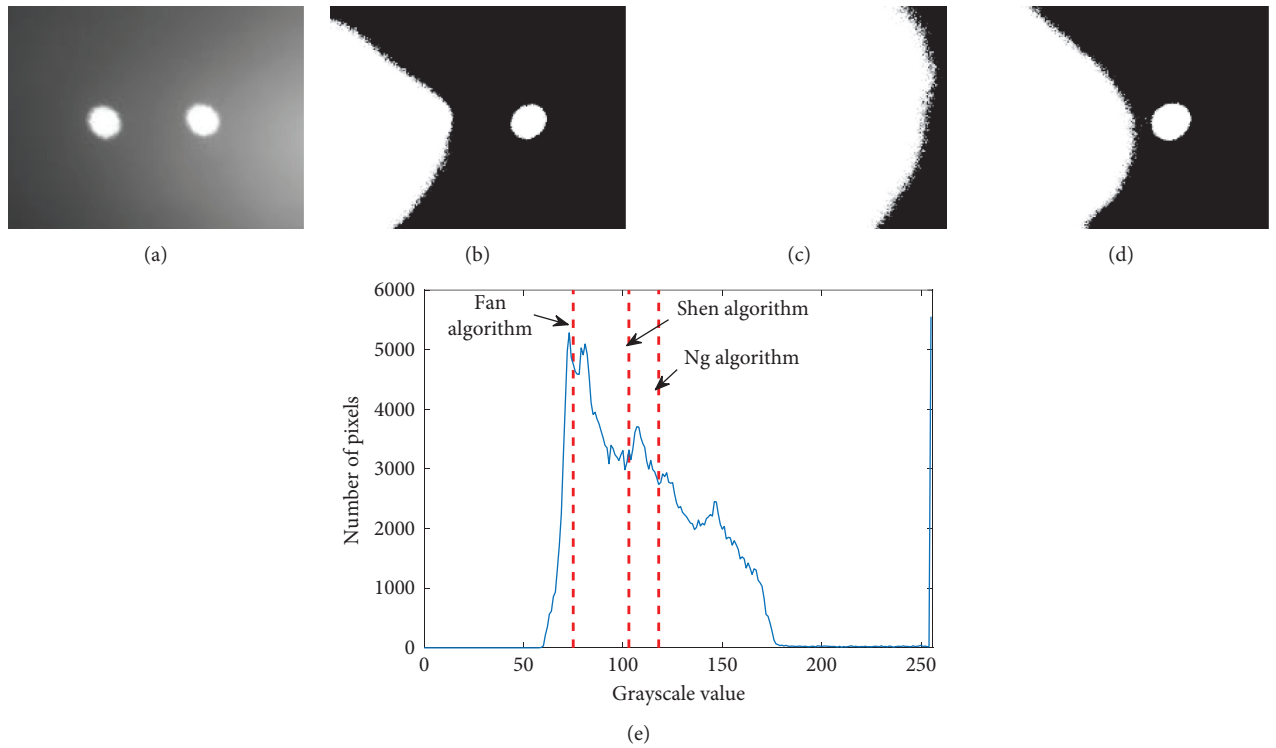 (a)
(b)
(c)
(d)
6000
5000
4000
3000
2000
1000
0
Number of pixels
Fan
algorithm
Shen algorithm
Ng algorithm
0
50
100
150
200
250
Grayscale value
(e)